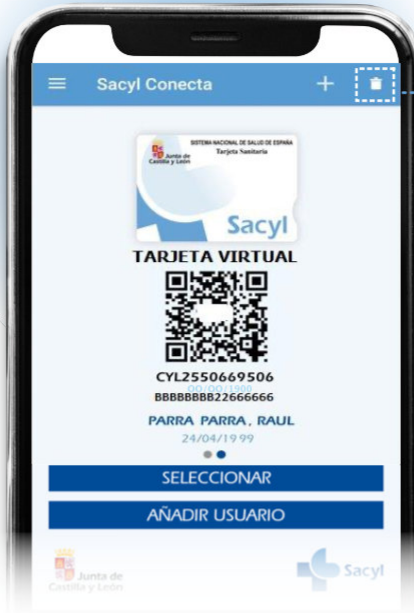 Sacyl Conecta
SISTEMA NACIONAL DE SALUD DE ESPAÑA
Tarjeta Sanitaria
Junta de
Castilla y León
Sacyl
TARJETA VIRTUAL
CYL2550669506
00/00/1900
BBBBBBBB22666666
PARRA PARRA, RAUL
24/04/1999
SELECCIONAR
AÑADIR USUARIO
Junta de
Castilla y León
Sacyl